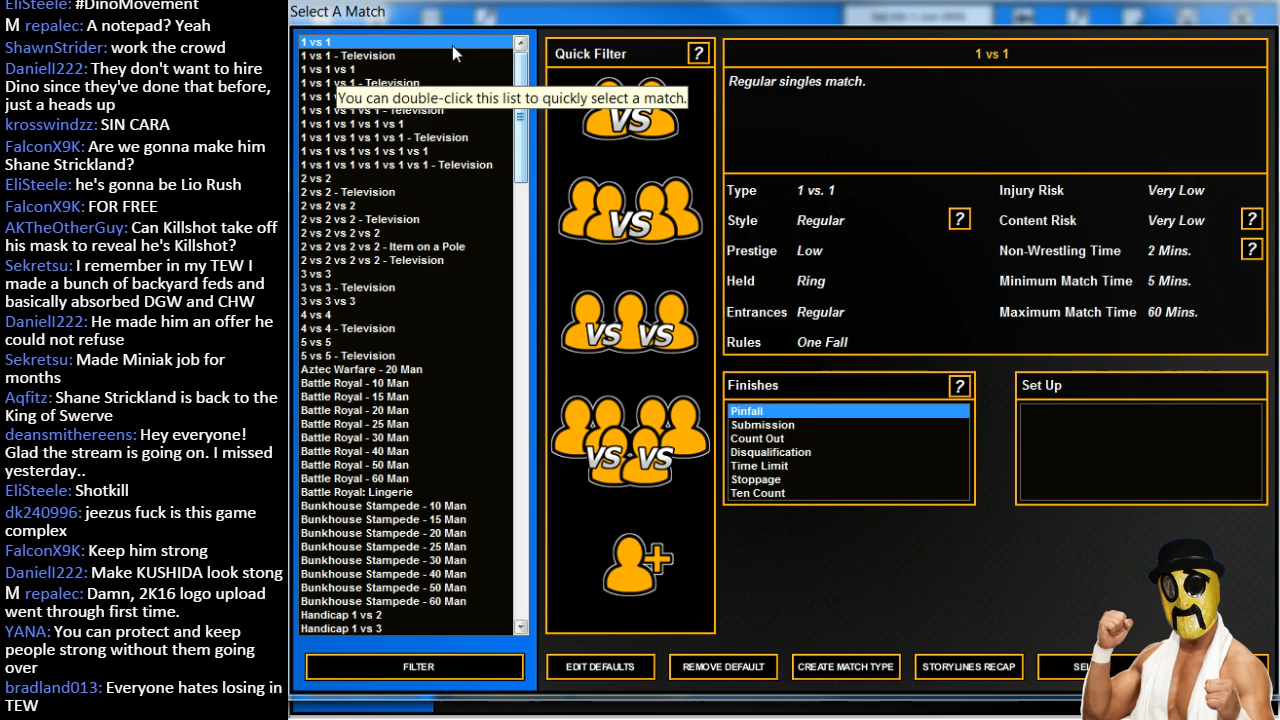 EliSteele: #DinoMovement
M repalec: A notepad? Yeah
ShawnStrider: work the crowd
DanielI222: They don't want to hire
Dino since they've done that before,
just a heads up
krosswindzz: SIN CARA
FalconX9K: Are we gonna make him
Shane Strickland?
EliSteele: he's gonna be Lio Rush
FalconX9K: FOR FREE
AKTheOtherGuy: Can Killshot take off
his mask to reveal he's Killshot?
Sekretsu: I remember in my TEW I
made a bunch of backyard feds and
basically absorbed DGW and CHW
DanielI222: He made him an offer he
could not refuse
Sekretsu: Made Miniak job for
months
Aqfitz: Shane Strickland is back to the
King of Swerve
deansmithereens: Hey everyone!
Glad the stream is going on. I missed
yesterday..
EliSteele: Shotkill
dk240996: jeezus fuck is this game
complex
FalconX9K: Keep him strong
DanielI222: Make KUSHIDA look stong
M repalec: Damn, 2K16 logo upload
went through first time.
YANA: You can protect and keep
people strong without them going
over
bradland013: Everyone hates losing in
TEW
Select A Match
1 vs 1
1 vs 1 - Television
1 vs 1 vs 1
1 vs 1 vs 1 - Television
You can double-click this list to quickly select a match.
1 vs 1 vs 1 vs 1 - Television
1 vs 1 vs 1 vs 1 vs 1
1 vs 1 vs 1 vs 1 vs 1 - Television
1 vs 1 vs 1 vs 1 vs 1 vs 1
1 vs 1 vs 1 vs 1 vs 1 vs 1 - Television
2 vs 2
2 vs 2 - Television
2 vs 2 vs 2
2 vs 2 vs 2 - Television
2 vs 2 vs 2 vs 2
2 vs 2 vs 2 vs 2 - Item on a Pole
2 vs 2 vs 2 vs 2 - Television
3 vs 3
3 vs 3 - Television
3 vs 3 vs 3
4 vs 4
4 vs 4 - Television
5 vs 5
5 vs 5 - Television
Aztec Warfare - 20 Man
Battle Royal - 10 Man
Battle Royal - 15 Man
Battle Royal - 20 Man
Battle Royal - 25 Man
Battle Royal - 30 Man
Battle Royal - 40 Man
Battle Royal - 50 Man
Battle Royal - 60 Man
Battle Royal: Lingerie
Bunkhouse Stampede - 10 Man
Bunkhouse Stampede - 15 Man
Bunkhouse Stampede - 20 Man
Bunkhouse Stampede - 25 Man
Bunkhouse Stampede - 30 Man
Bunkhouse Stampede - 40 Man
Bunkhouse Stampede - 50 Man
Bunkhouse Stampede - 60 Man
Handicap 1 vs 2
Handicap 1 vs 3
FILTER
Quick Filter ?
VS
VS
VS VS
VS VS
EDIT DEFAULTS
REMOVE DEFAULT
CREATE MATCH TYPE
STORYLINES RECAP
1 vs 1
Regular singles match.
Type 1 vs. 1 Injury Risk Very Low
Style Regular ? Content Risk Very Low ?
Prestige Low Non-Wrestling Time 2 Mins. ?
Held Ring Minimum Match Time 5 Mins.
Entrances Regular Maximum Match Time 60 Mins.
Rules One Fall
Finishes ?
Pinfall
Submission
Count Out
Disqualification
Time Limit
Stoppage
Ten Count
Set Up